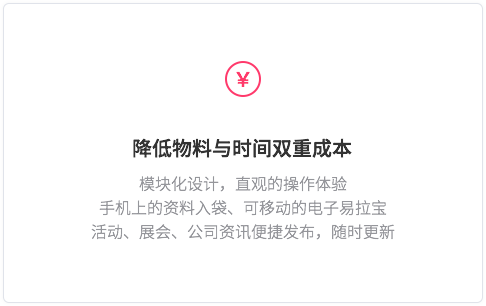 ¥
降低物料与时间双重成本
模块化设计，直观的操作体验
手机上的资料入袋、可移动的电子易拉宝
活动、展会、公司资讯便捷发布，随时更新